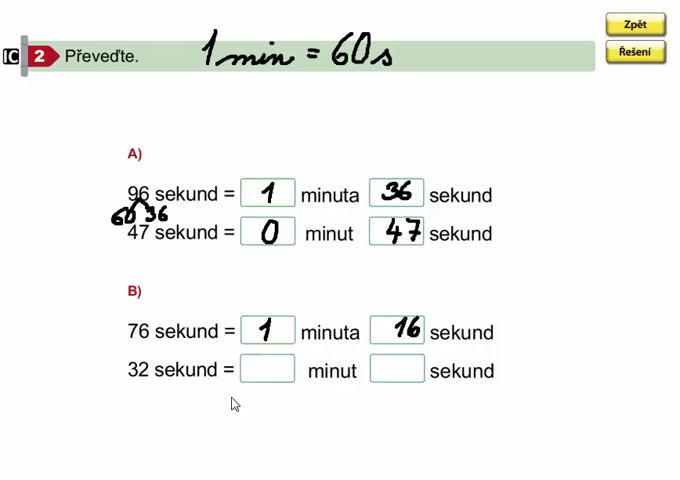 Zpět
2 Převeďte. 1 min = 60 s
Řešení
A)
96 sekund = 1 minuta 36 sekund
60 36
47 sekund = 0 minut 47 sekund
B)
76 sekund = 1 minuta 16 sekund
32 sekund = minut sekund